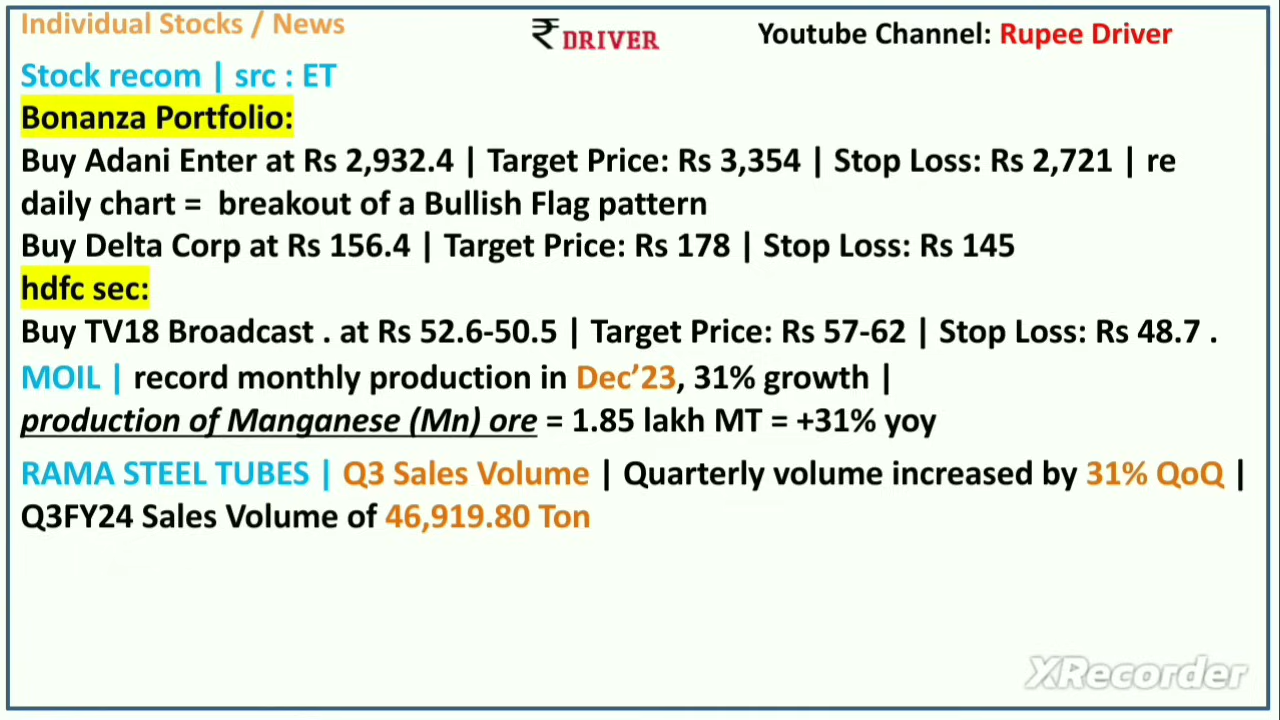 Individual Stocks / News
₹ DRIVER
Youtube Channel: Rupee Driver
Stock recom | src : ET
Bonanza Portfolio:
Buy Adani Enter at Rs 2,932.4 | Target Price: Rs 3,354 | Stop Loss: Rs 2,721 | re
daily chart = breakout of a Bullish Flag pattern
Buy Delta Corp at Rs 156.4 | Target Price: Rs 178 | Stop Loss: Rs 145
hdfc sec:
Buy TV18 Broadcast . at Rs 52.6-50.5 | Target Price: Rs 57-62 | Stop Loss: Rs 48.7 .
MOIL | record monthly production in Dec’23, 31% growth |
production of Manganese (Mn) ore = 1.85 lakh MT = +31% yoy
RAMA STEEL TUBES | Q3 Sales Volume | Quarterly volume increased by 31% QoQ |
Q3FY24 Sales Volume of 46,919.80 Ton
XRecorder